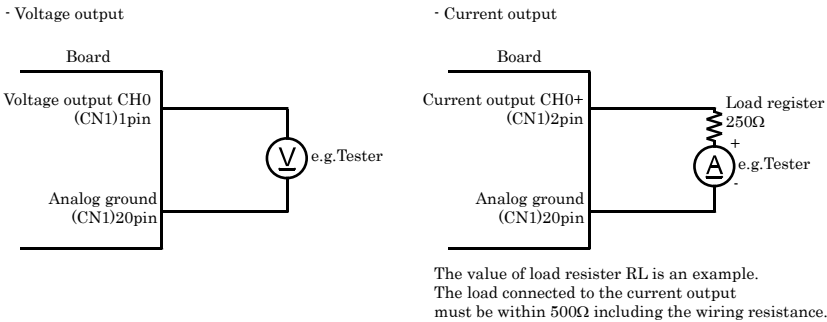 - Voltage output
Board
Voltage output CH0
(CN1)1pin
V
e.g.Tester
Analog ground
(CN1)20pin
- Current output
Board
Current output CH0+
(CN1)2pin
Load register
250Ω
+
A
e.g.Tester
-
Analog ground
(CN1)20pin
The value of load resister RL is an example.
The load connected to the current output
must be within 500Ω including the wiring resistance.